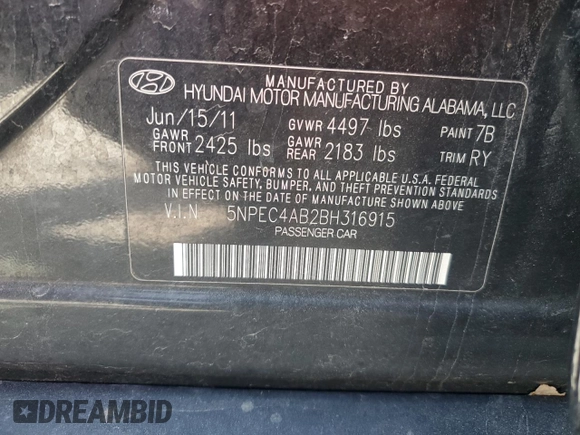 MANUFACTURED BY
HYUNDAI MOTOR MANUFACTURING ALABAMA, LLC
Jun/15/11 GVWR 4497 lbs PAINT 7B
GAWR FRONT 2425 lbs GAWR REAR 2183 lbs TRIM RY
THIS VEHICLE CONFORMS TO ALL APPLICABLE U.S.A. FEDERAL
MOTOR VEHICLE SAFETY, BUMPER, AND THEFT PREVENTION STANDARDS
IN EFFECT ON THE DATE OF MANUFACTURE SHOWN ABOVE.
V.I.N 5NPEC4AB2BH316915
PASSENGER CAR
DREAMBID